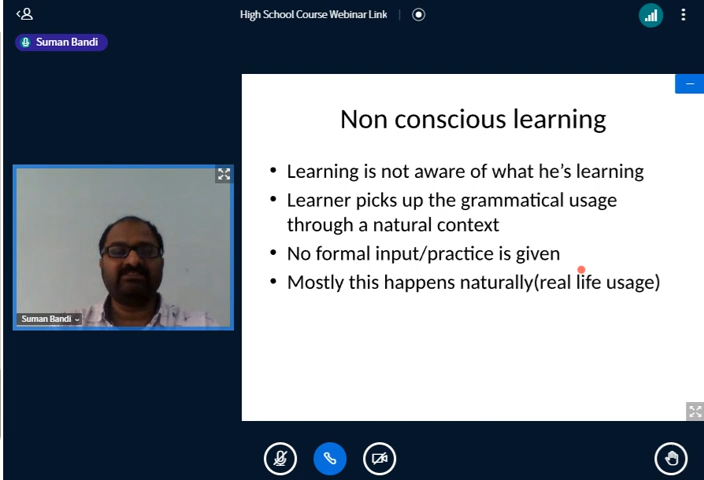 High School Course Webinar Link
Suman Bandi
Non conscious learning
• Learning is not aware of what he's learning
• Learner picks up the grammatical usage
through a natural context
• No formal input/practice is given
• Mostly this happens naturally(real life usage)
Suman Bandi